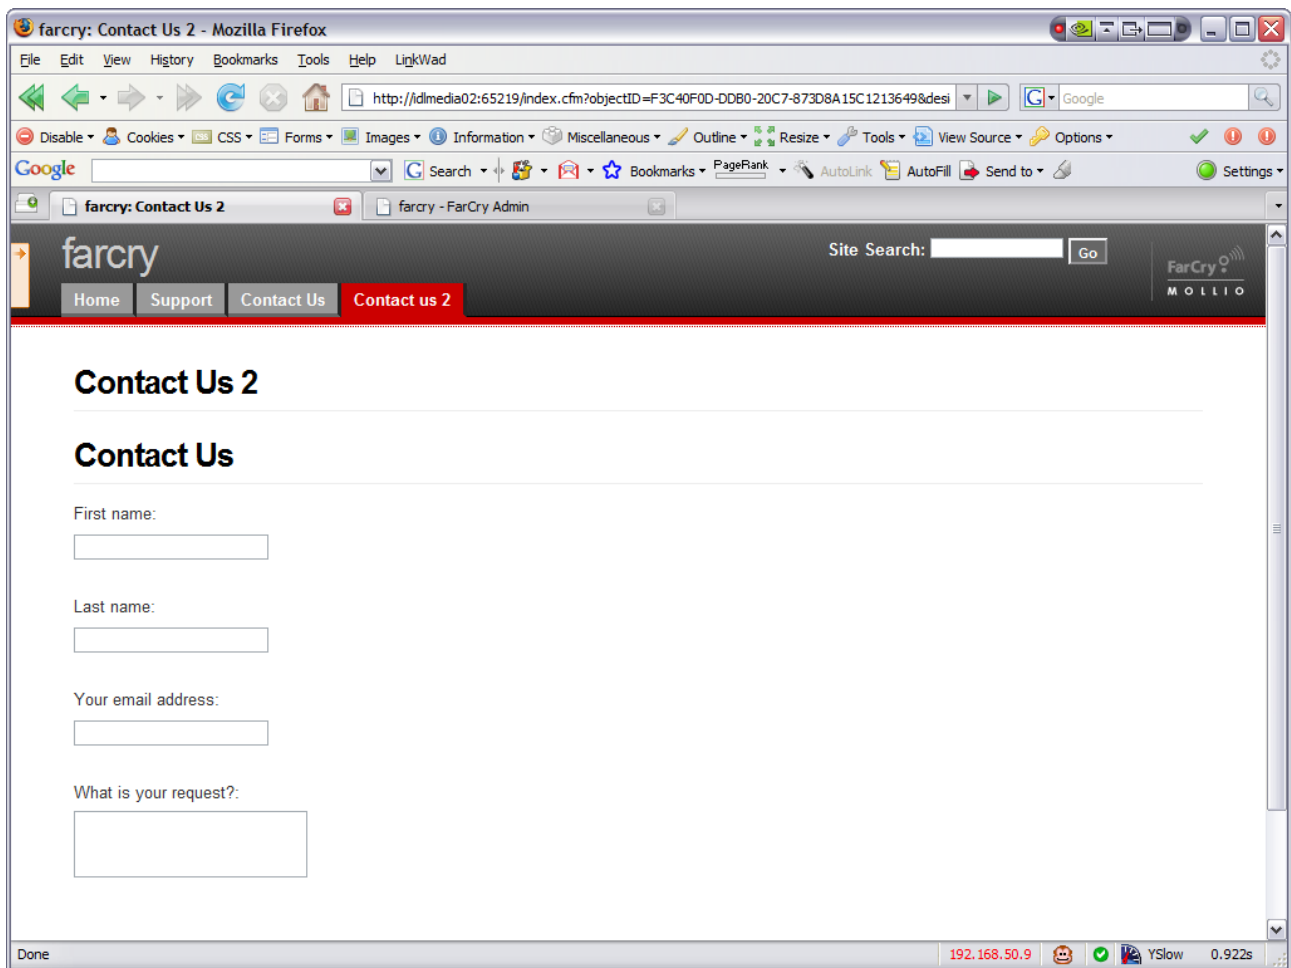 farcry: Contact Us 2 - Mozilla Firefox
File Edit View History Bookmarks Tools Help LinkWad
http://idlmedia02:65219/index.cfm?objectID=F3C40F0D-DDB0-20C7-873D8A15C1213649&desi G Google
Disable Cookies CSS Forms Images Information Miscellaneous Outline Resize Tools View Source Options
Google G Search Bookmarks PageRank AutoLink AutoFill Send to Settings
farcry: Contact Us 2 farcry - FarCry Admin
farcry Site Search: Go
FarCry
MOLLIO
Home Support Contact Us Contact us 2
Contact Us 2
Contact Us
First name:
Last name:
Your email address:
What is your request?:
Done 192.168.50.9 YSlow 0.922s